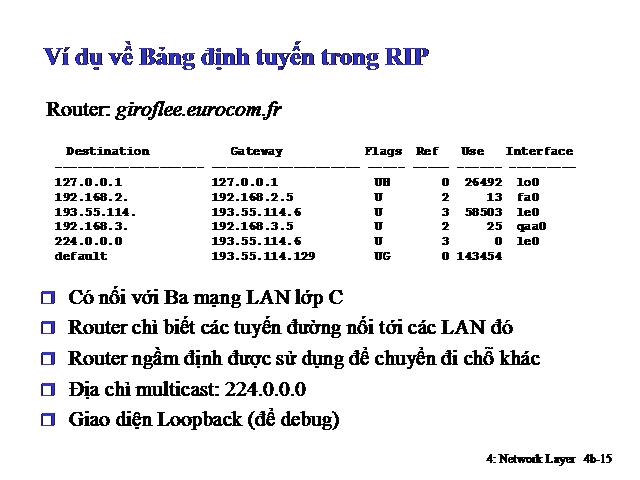 Ví dụ về Bảng định tuyến trong RIP
Router: giroflee.eurocom.fr
Destination Gateway Flags Ref Use Interface
127.0.0.1 127.0.0.1 UH 0 26492 lo0
192.168.2. 192.168.2.5 U 2 13 fa0
193.55.114. 193.55.114.6 U 3 58503 le0
192.168.3. 192.168.3.5 U 2 25 qaa0
224.0.0.0 193.55.114.6 U 3 0 le0
default 193.55.114.129 UG 0 143454
Có nối với Ba mạng LAN lớp C
Router chỉ biết các tuyến đường nối tới các LAN đó
Router ngầm định được sử dụng để chuyển đi chỗ khác
Địa chỉ multicast: 224.0.0.0
Giao diện Loopback (để debug)
4: Network Layer 4b-15